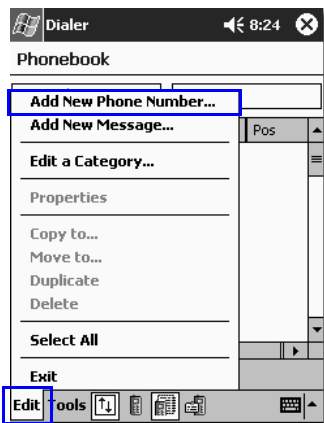 Dialer 8:24
Phonebook
Add New Phone Number...
Add New Message...
Pos
Edit a Category...
Properties
Copy to...
Move to...
Duplicate
Delete
Select All
Exit
Edit Tools